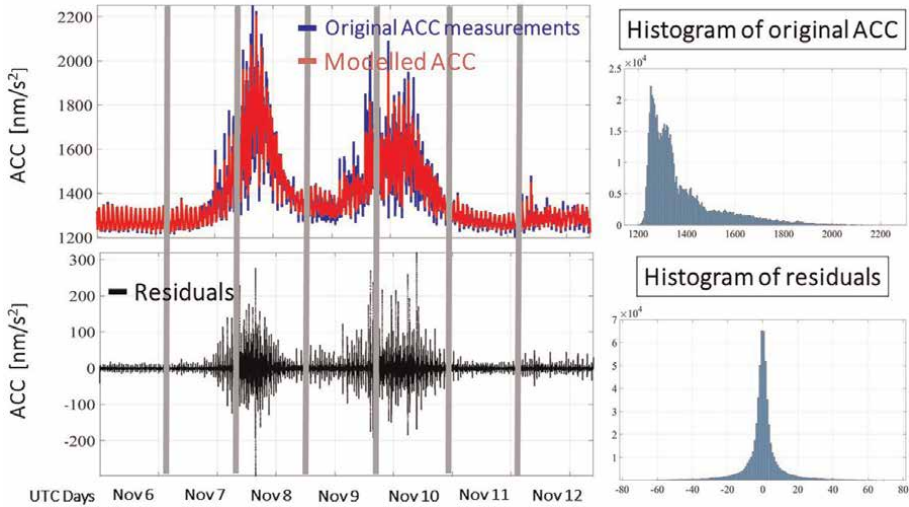 ACC [nm/s²]
2200
2000
1800
1600
1400
1200
Original ACC measurements
Modelled ACC
Histogram of original ACC
×10⁴
2.5
2
1.5
1
0.5
0
1200
1400
1600
1800
2000
2200
ACC [nm/s²]
300
200
100
0
-100
-200
Residuals
UTC Days
Nov 6
Nov 7
Nov 8
Nov 9
Nov 10
Nov 11
Nov 12
Histogram of residuals
×10⁴
7
6
5
4
3
2
1
-80
-60
-40
-20
0
20
40
60
80